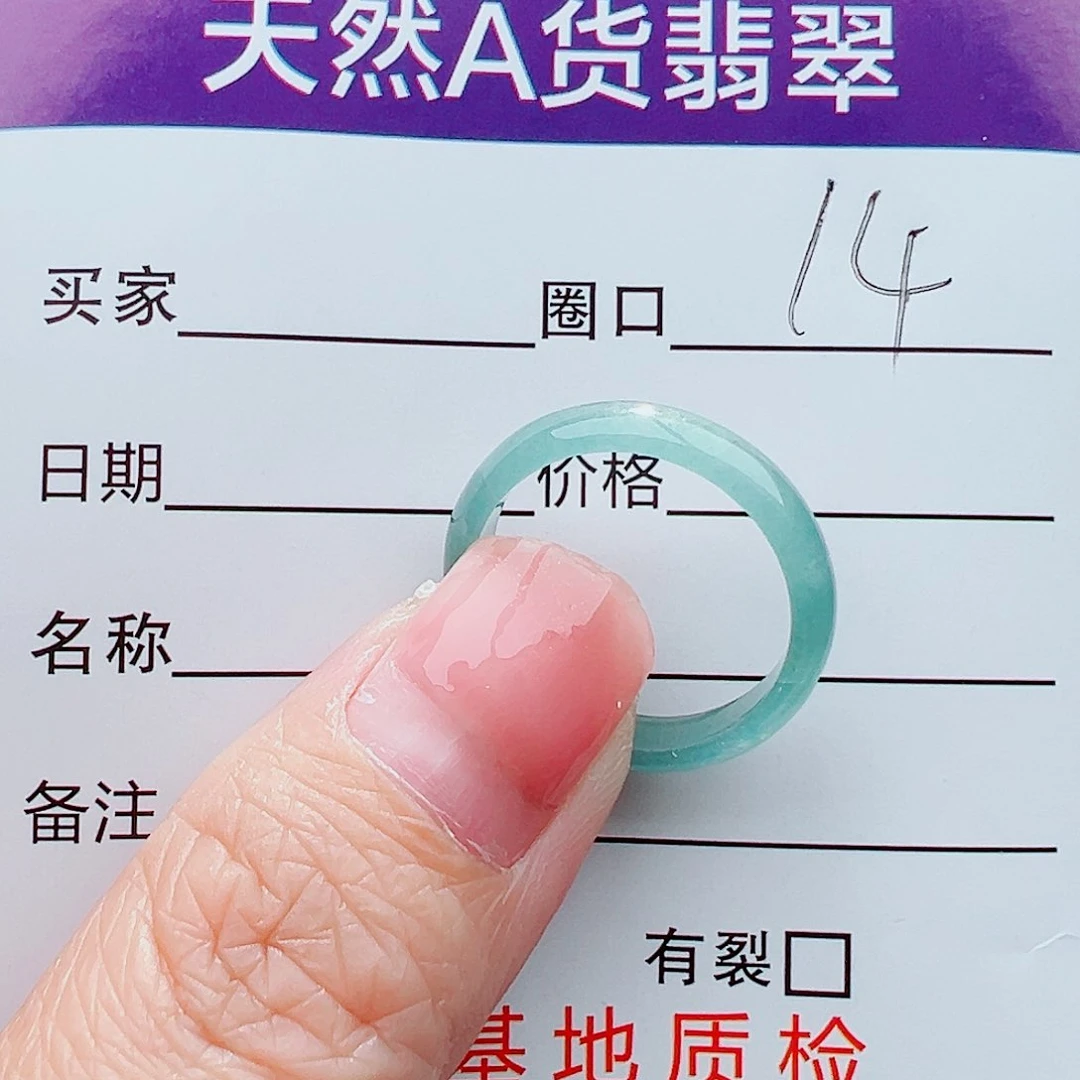 天然A货翡翠
买家 圈口 14
日期 价格
名称
备注
有裂
基地质检